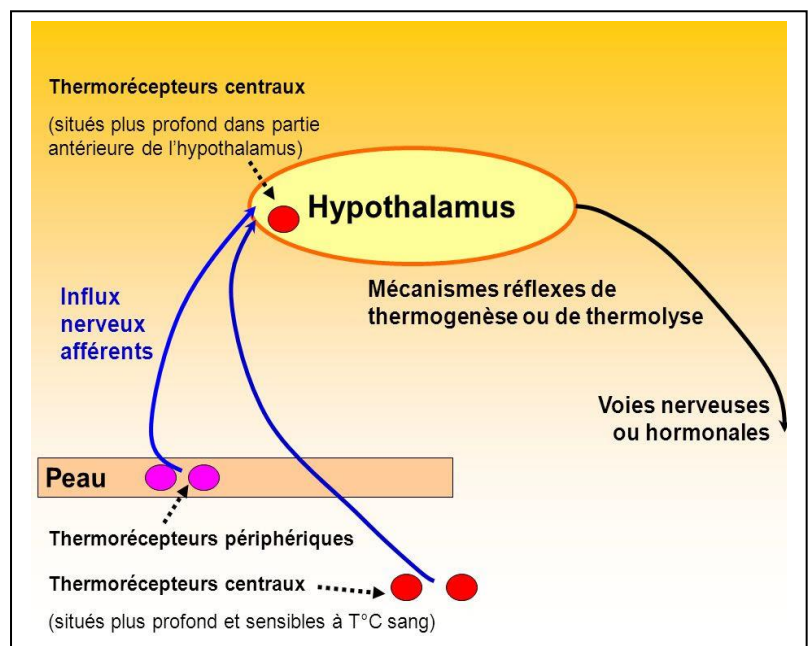 Thermorécepteurs centraux
(situés plus profond dans partie
antérieure de l'hypothalamus)
Hypothalamus
Influx
nerveux
afférents
Mécanismes réflexes de
thermogenèse ou de thermolyse
Voies nerveuses
ou hormonales
Peau
Thermorécepteurs périphériques
Thermorécepteurs centraux
(situés plus profond et sensibles à T°C sang)